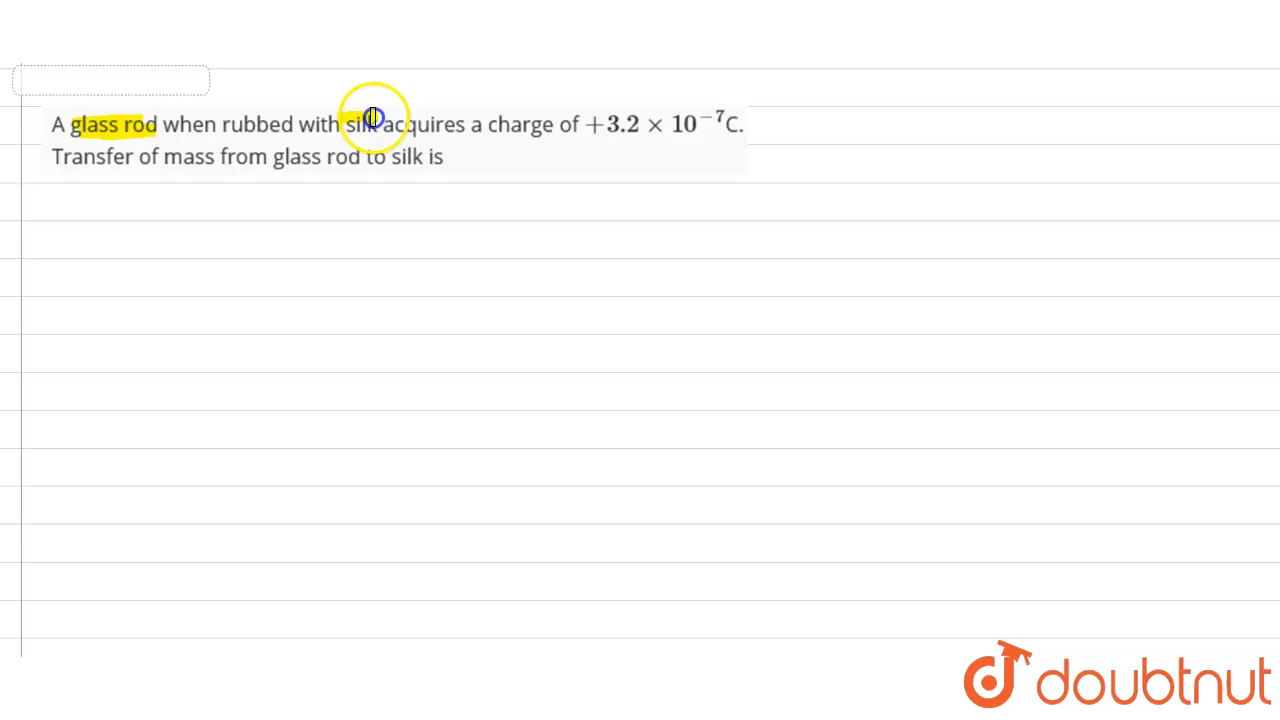 A glass rod when rubbed with silk acquires a charge of +3.2 × 10⁻⁷C.
Transfer of mass from glass rod to silk is
doubtnut